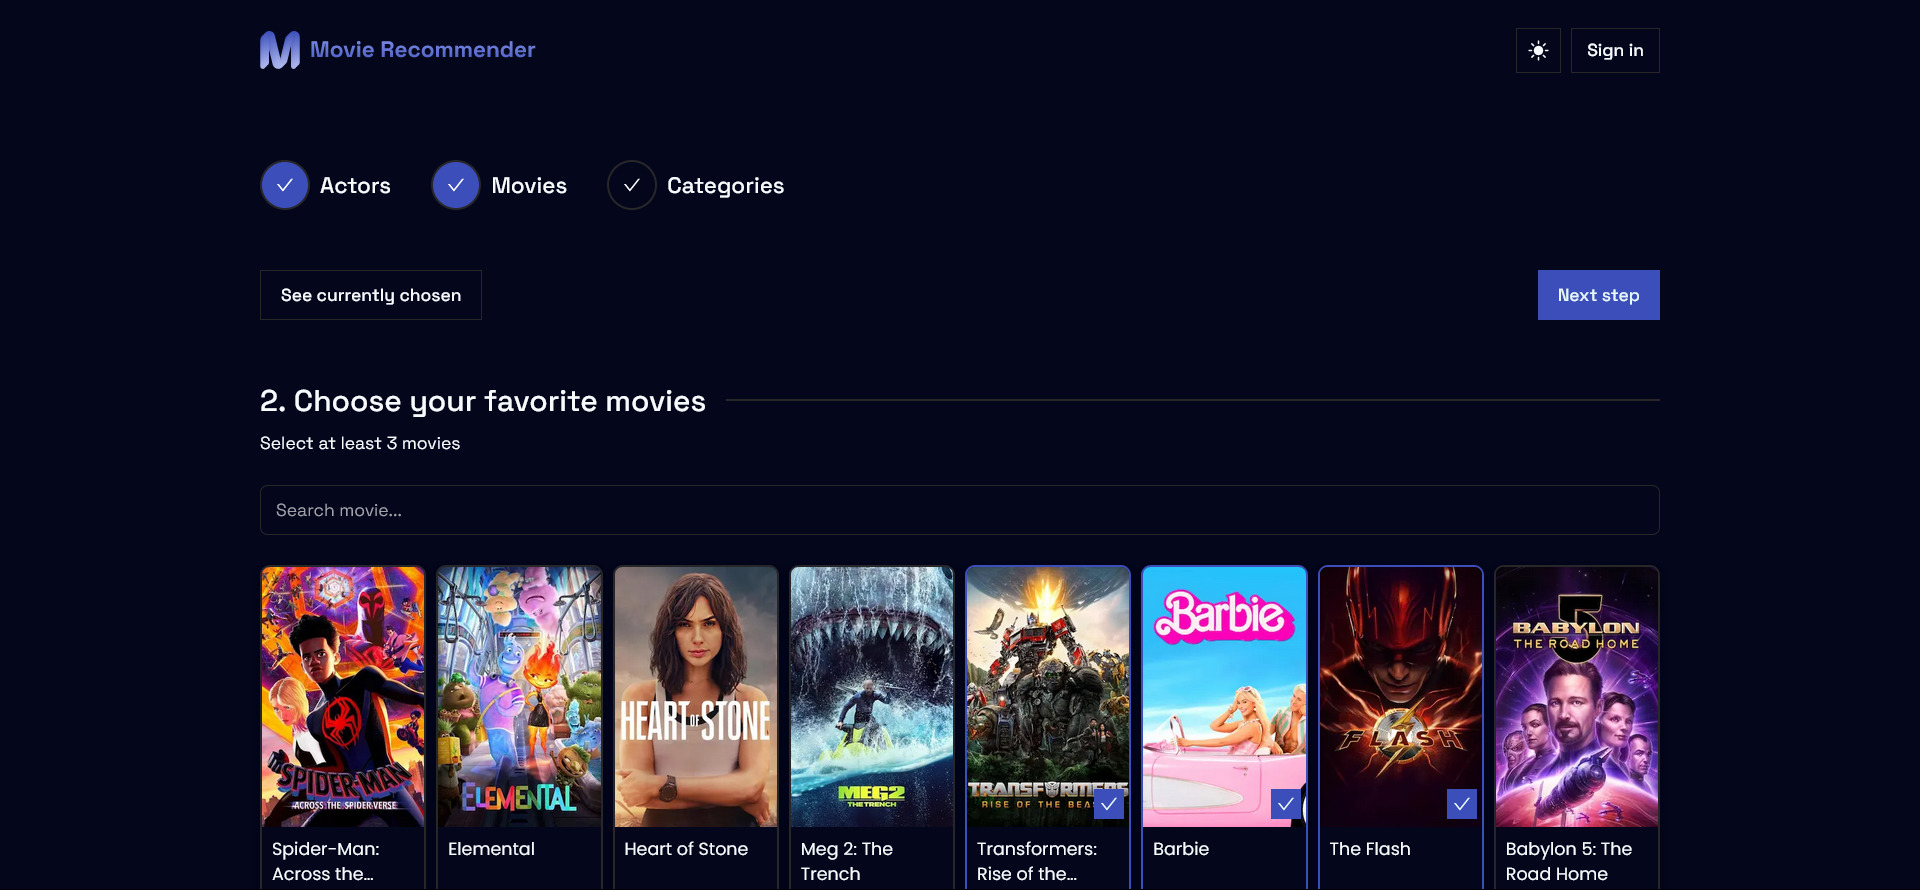 Movie Recommender
Sign in
Actors
Movies
Categories
See currently chosen
Next step
2. Choose your favorite movies
Select at least 3 movies
Search movie...
THE SPIDER-MAN
ACROSS THE SPIDER-VERSE
ELEMENTAL
HEART OF STONE
MEG2
THE TRENCH
TRANSFORMERS
RISE OF THE BEA
Barbie
FLASH
5
BABYLON
THE ROAD HOME
Spider-Man:
Across the...
Elemental
Heart of Stone
Meg 2: The
Trench
Transformers:
Rise of the...
Barbie
The Flash
Babylon 5: The
Road Home